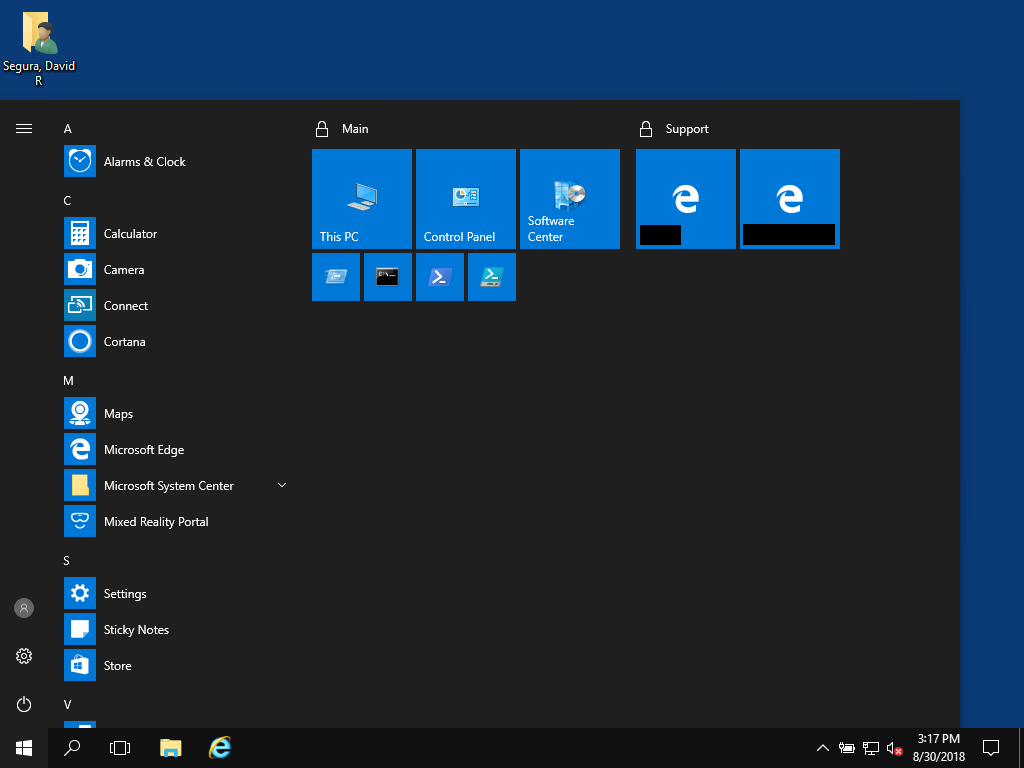 Segura, David
R
A
Alarms & Clock
C
Calculator
Camera
Connect
Cortana
M
Maps
Microsoft Edge
Microsoft System Center
Mixed Reality Portal
S
Settings
Sticky Notes
Store
V
Main
This PC
Control Panel
Software
Center
Support
3:17 PM
8/30/2018